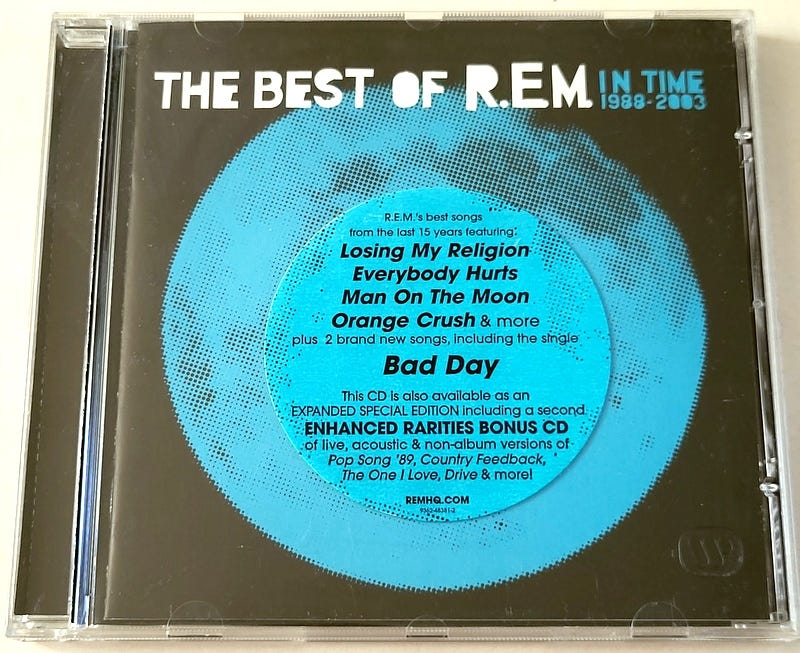 THE BEST OF R.E.M. IN TIME
1988-2003
R.E.M.'s best songs
from the last 15 years featuring:
Losing My Religion
Everybody Hurts
Man On The Moon
Orange Crush & more
plus 2 brand new songs, including the single
Bad Day
This CD is also available as an
EXPANDED SPECIAL EDITION including a second
ENHANCED RARITIES BONUS CD
of live, acoustic & non-album versions of
Pop Song '89, Country Feedback,
The One I Love, Drive & more!
REMHQ.COM